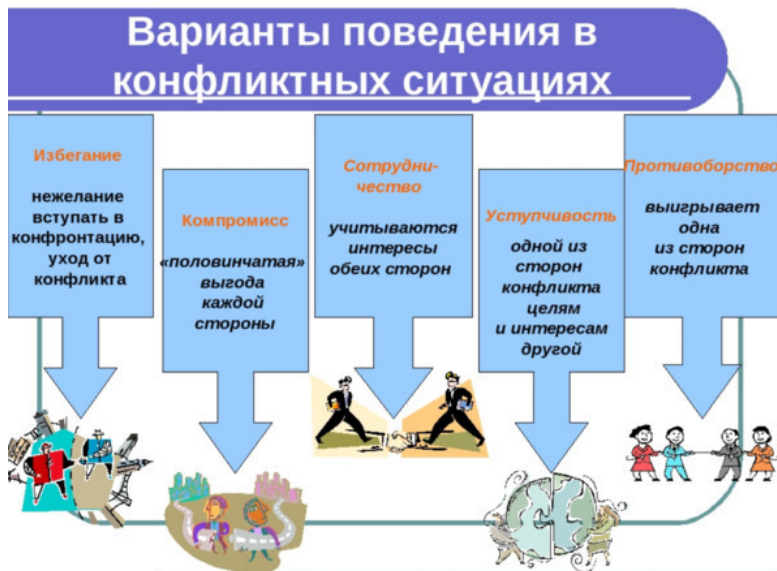 Варианты поведения в
конфликтных ситуациях
Избегание
нежелание
вступать в
конфронтацию,
уход от
конфликта
Компромисс
«половинчатая»
выгода
каждой
стороны
Сотрудни-
чество
учитываются
интересы
обеих сторон
Уступчивость
одной из
сторон
конфликта
целям
и интересам
другой
Противоборство
выигрывает
одна
из сторон
конфликта